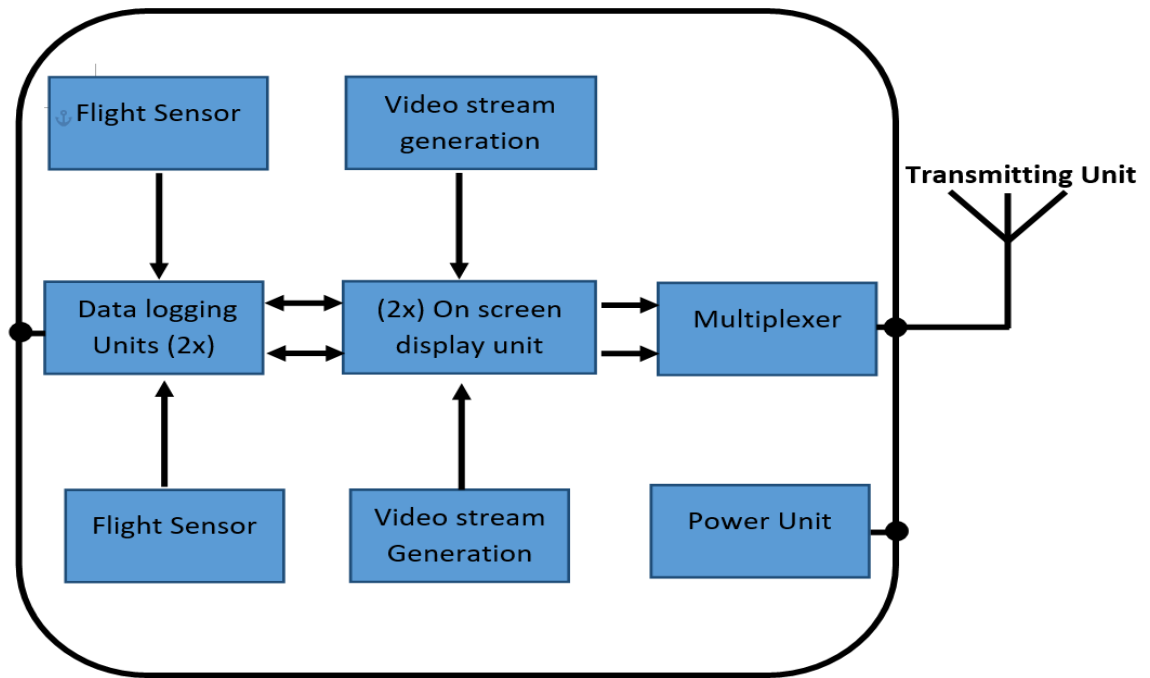 Flight Sensor
Video stream
generation
Transmitting Unit
Data logging
Units (2x)
(2x) On screen
display unit
Multiplexer
Flight Sensor
Video stream
Generation
Power Unit